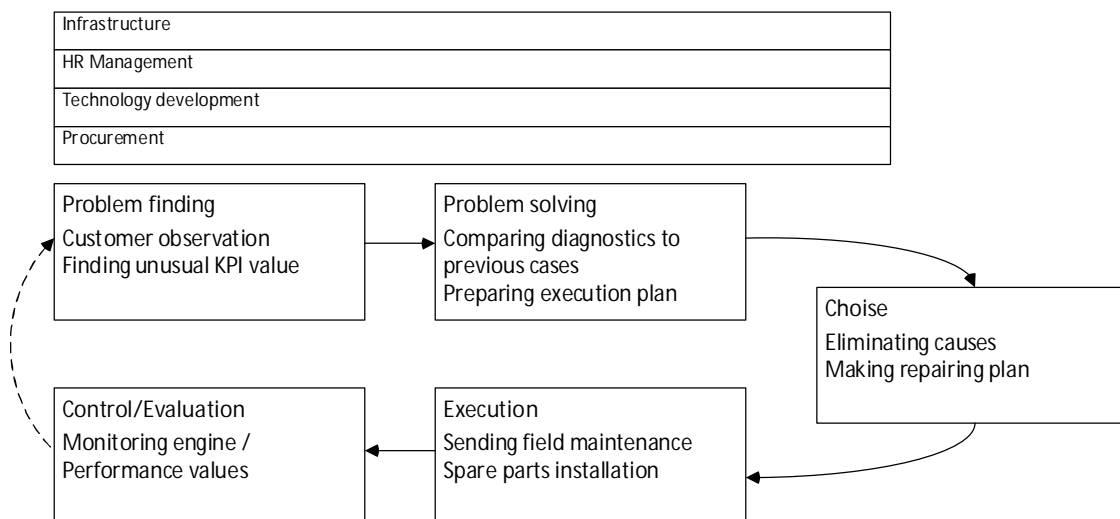 Infrastructure
HR Management
Technology development
Procurement
Problem finding
Customer observation
Finding unusual KPI value
Problem solving
Comparing diagnostics to
previous cases
Preparing execution plan
Choise
Eliminating causes
Making repairing plan
Control/Evaluation
Monitoring engine /
Performance values
Execution
Sending field maintenance
Spare parts installation